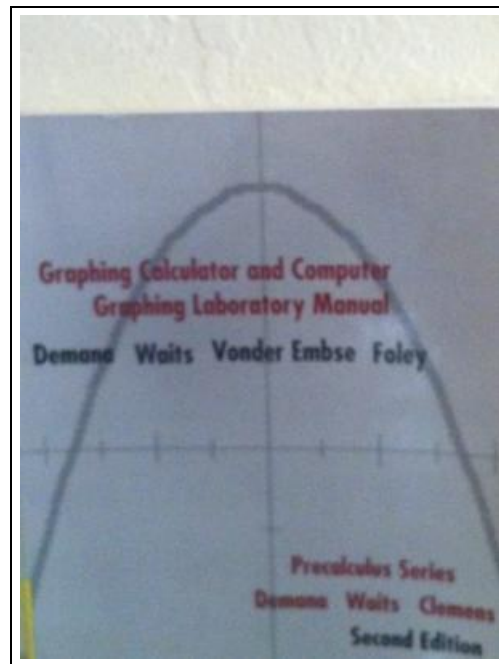 Graphing Calculator and Computer
Graphing Laboratory Manual
Demana Waits Vonder Embse Foley
Precalculus Series
Demana Waits Clemens
Second Edition